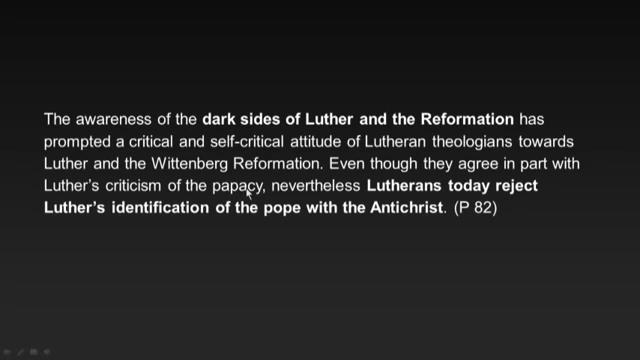 The awareness of the dark sides of Luther and the Reformation has
prompted a critical and self-critical attitude of Lutheran theologians towards
Luther and the Wittenberg Reformation. Even though they agree in part with
Luther's criticism of the papacy, nevertheless Lutherans today reject
Luther's identification of the pope with the Antichrist. (P 82)